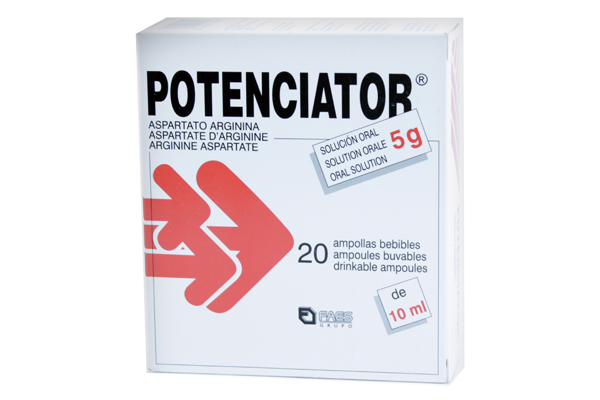 POTENCIATOR®
ASPARTATO ARGININA
ASPARTATE D'ARGININE
ARGININE ASPARTATE
SOLUCIÓN ORAL
SOLUTION ORALE
ORAL SOLUTION
5g
20
ampollas bebibles
ampoules buvables
drinkable ampoules
de
10 ml
FAES
GRUPO